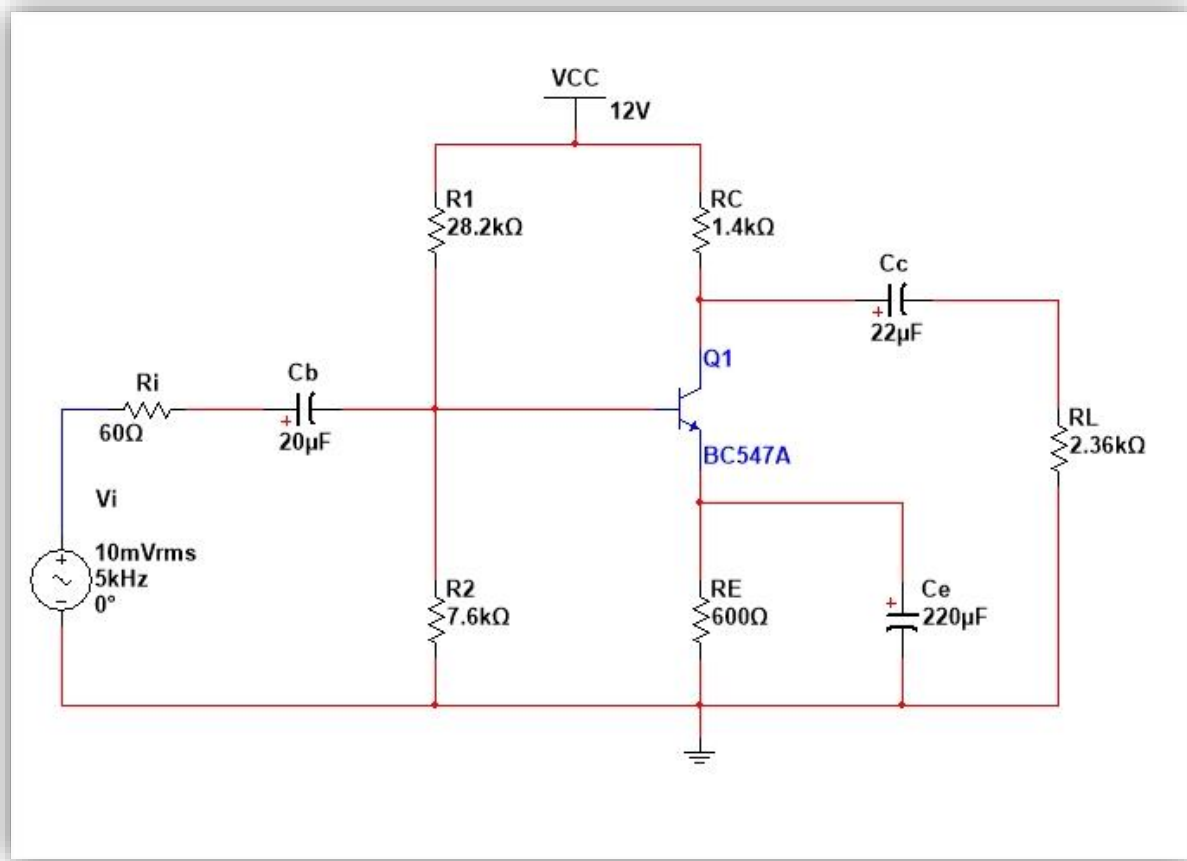 VCC
12V
R1
28.2kΩ
RC
1.4kΩ
Cc
+
22µF
Q1
BC547A
Ri
60Ω
Cb
+
20µF
RL
2.36kΩ
Vi
+
10mVrms
5kHz
0°
R2
7.6kΩ
RE
600Ω
Ce
+
220µF